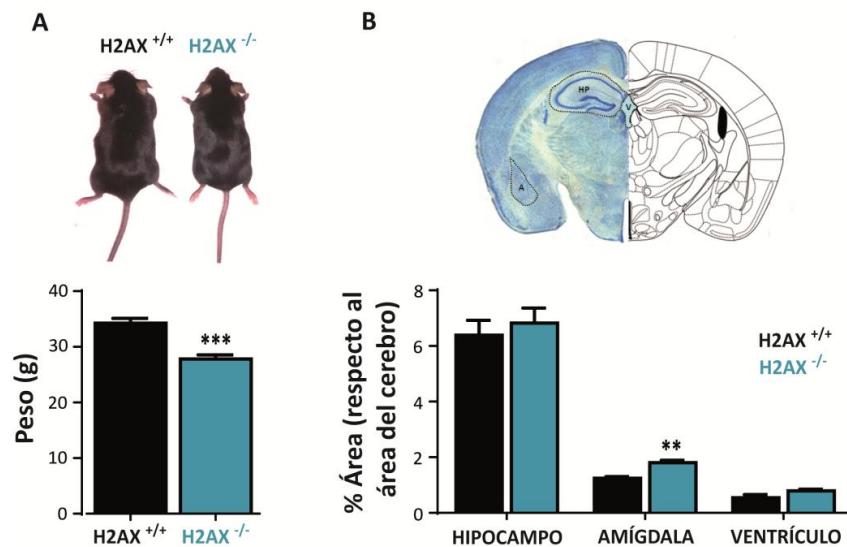 A
H2AX +/+ H2AX -/-
Peso (g)
40
30
20
10
0
***
H2AX +/+ H2AX -/-
B
HP
V
A
% Área (respecto al
área del cerebro)
8
6
4
2
0
**
H2AX +/+
H2AX -/-
HIPOCAMPO AMÍGDALA VENTRÍCULO